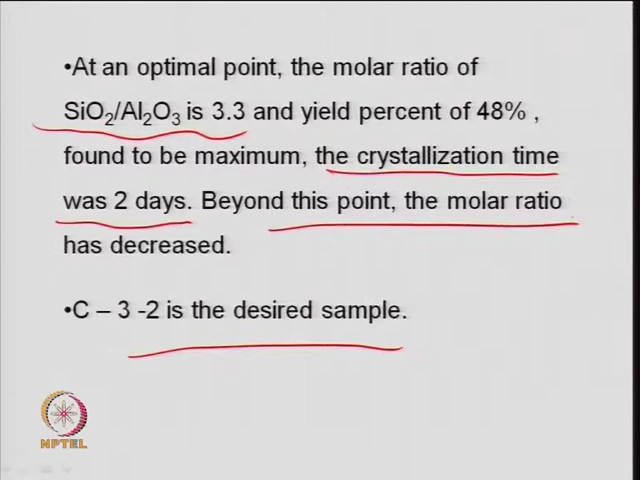 •At an optimal point, the molar ratio of
SiO₂/Al₂O₃ is 3.3 and yield percent of 48% ,
found to be maximum, the crystallization time
was 2 days. Beyond this point, the molar ratio
has decreased.
•C – 3 -2 is the desired sample.
NPTEL